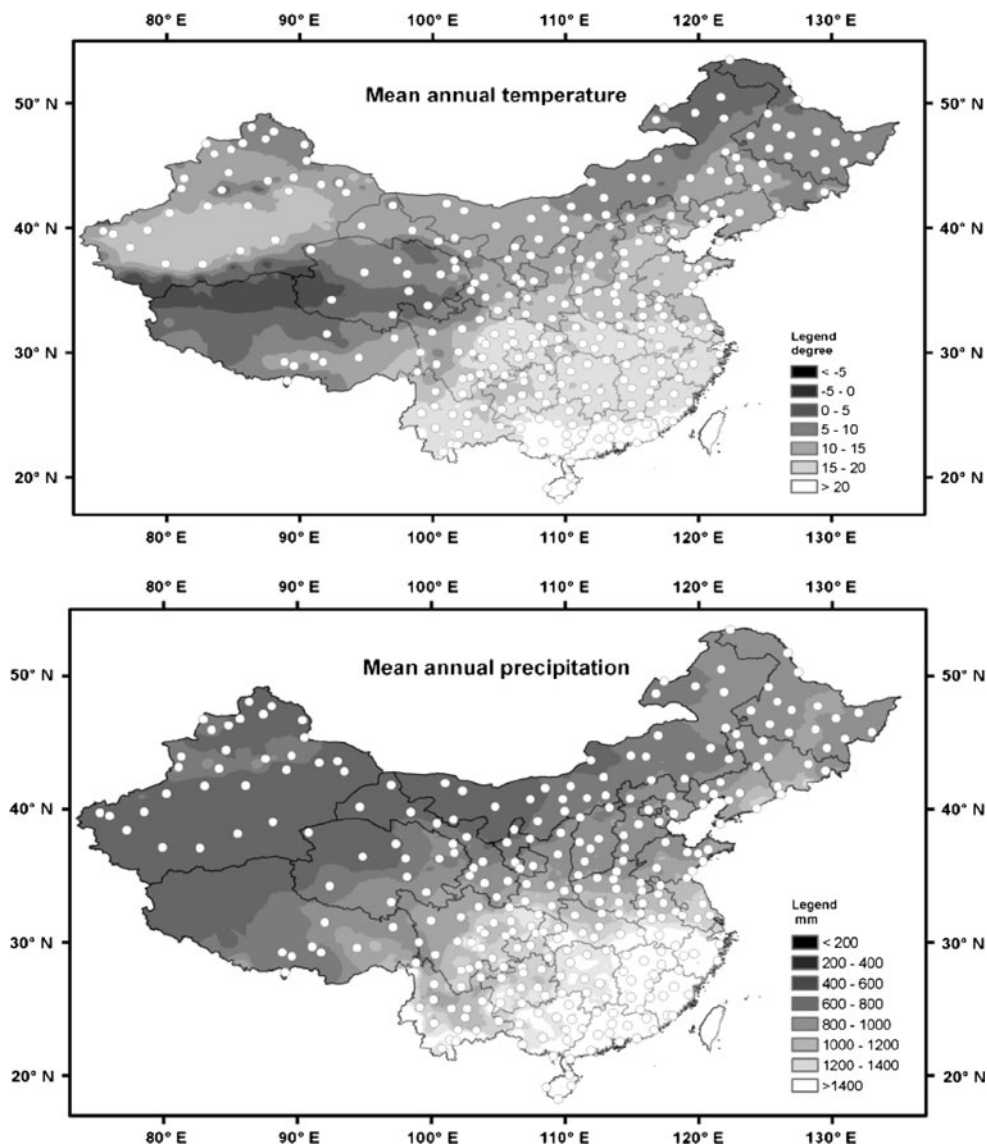 80° E 90° E 100° E 110° E 120° E 130° E
Mean annual temperature
50° N 50° N
40° N
30° N 30° N
20° N 20° N
Legend
degree
< -5
-5 - 0
0 - 5
5 - 10
10 - 15
15 - 20
> 20
80° E 90° E 100° E 110° E 120° E 130° E
80° E 90° E 100° E 110° E 120° E 130° E
Mean annual precipitation
50° N 50° N
40° N 40° N
30° N 30° N
20° N 20° N
Legend
mm
< 200
200 - 400
400 - 600
600 - 800
800 - 1000
1000 - 1200
1200 - 1400
>1400
80° E 90° E 100° E 110° E 120° E 130° E